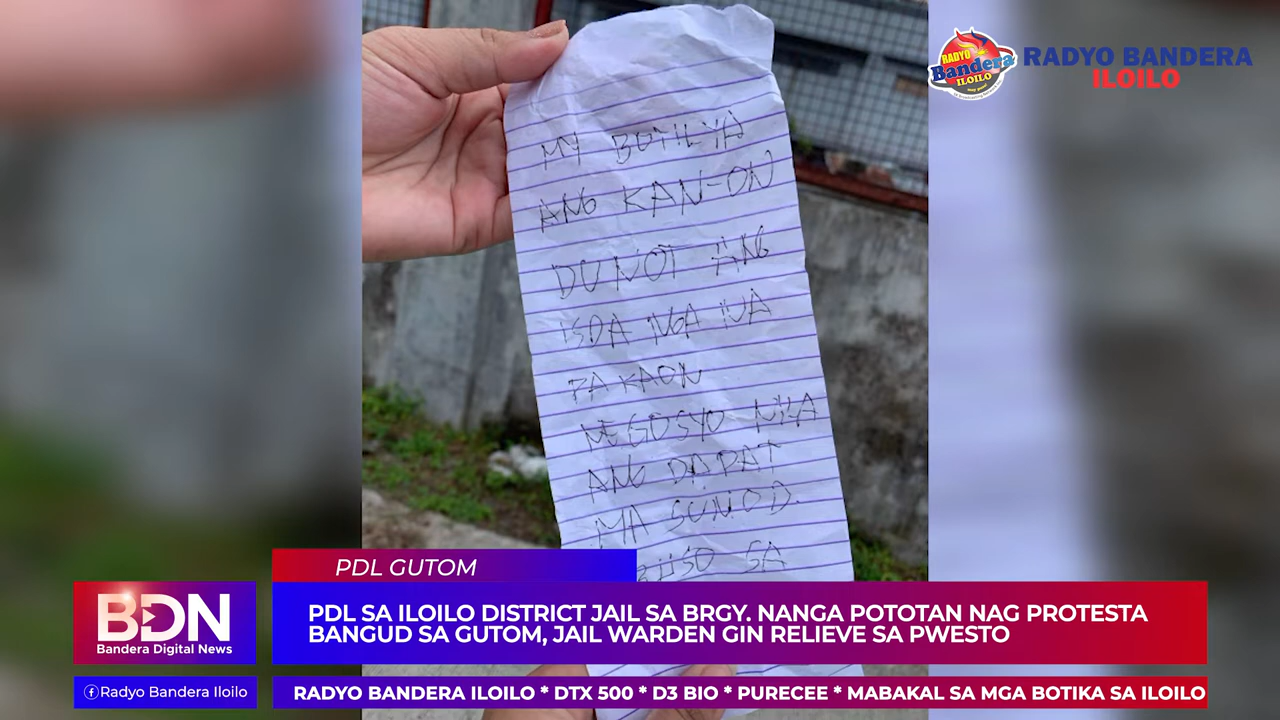 RADYO
Bandera
ILOILO
RADYO BANDERA
ILOILO
MY BOTILYA
ANG KAN-ON
DUNOT ANG
ISDA NGA INA
PAKAON
NEGOSYO NILA
ANG DAPAT
MA SUNOD.
SA
PDL GUTOM
BDN
Bandera Digital News
PDL SA ILOILO DISTRICT JAIL SA BRGY. NANGA POTOTAN NAG PROTESTA
BANGUD SA GUTOM, JAIL WARDEN GIN RELIEVE SA PWESTO
Radyo Bandera Iloilo
RADYO BANDERA ILOILO * DTX 500 * D3 BIO * PURECEE * MABAKAL SA MGA BOTIKA SA ILOILO